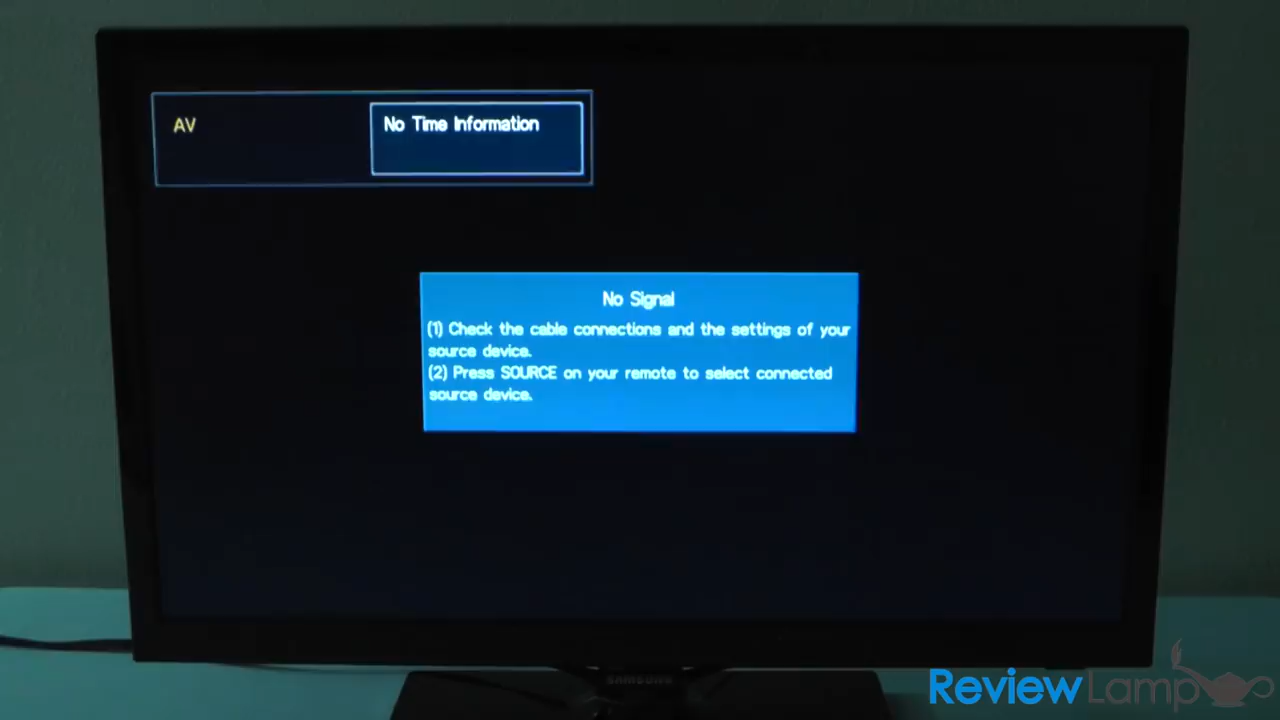 AV
No Time Information
No Signal
(1) Check the cable connections and the settings of your
source device.
(2) Press SOURCE on your remote to select connected
source device.
SAMSUNG
ReviewLamp